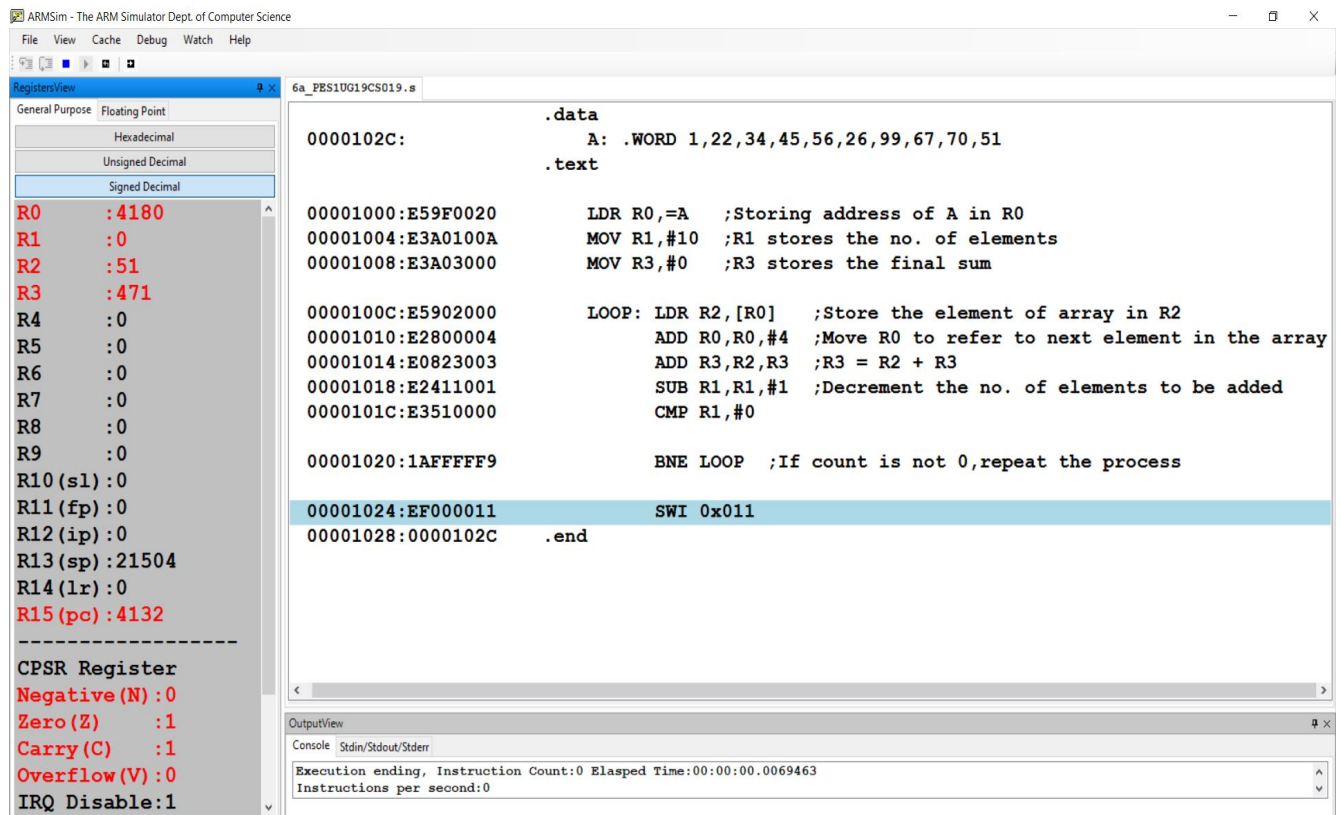 ARMSim - The ARM Simulator Dept. of Computer Science
File View Cache Debug Watch Help
RegistersView
General Purpose Floating Point
Hexadecimal
Unsigned Decimal
Signed Decimal
R0 :4180
R1 :0
R2 :51
R3 :471
R4 :0
R5 :0
R6 :0
R7 :0
R8 :0
R9 :0
R10(sl):0
R11(fp):0
R12(ip):0
R13(sp):21504
R14(lr):0
R15(pc):4132
------------------
CPSR Register
Negative(N):0
Zero(Z) :1
Carry(C) :1
Overflow(V):0
IRQ Disable:1
6a_PES1UG19CS019.s
.data
0000102C: A: .WORD 1,22,34,45,56,26,99,67,70,51
.text
00001000:E59F0020 LDR R0,=A ;Storing address of A in R0
00001004:E3A0100A MOV R1,#10 ;R1 stores the no. of elements
00001008:E3A03000 MOV R3,#0 ;R3 stores the final sum
0000100C:E5902000 LOOP: LDR R2,[R0] ;Store the element of array in R2
00001010:E2800004 ADD R0,R0,#4 ;Move R0 to refer to next element in the array
00001014:E0823003 ADD R3,R2,R3 ;R3 = R2 + R3
00001018:E2411001 SUB R1,R1,#1 ;Decrement the no. of elements to be added
0000101C:E3510000 CMP R1,#0
00001020:1AFFFFF9 BNE LOOP ;If count is not 0,repeat the process
00001024:EF000011 SWI 0x011
00001028:0000102C .end
OutputView
Console Stdin/Stdout/Stderr
Execution ending, Instruction Count:0 Elasped Time:00:00:00.0069463
Instructions per second:0